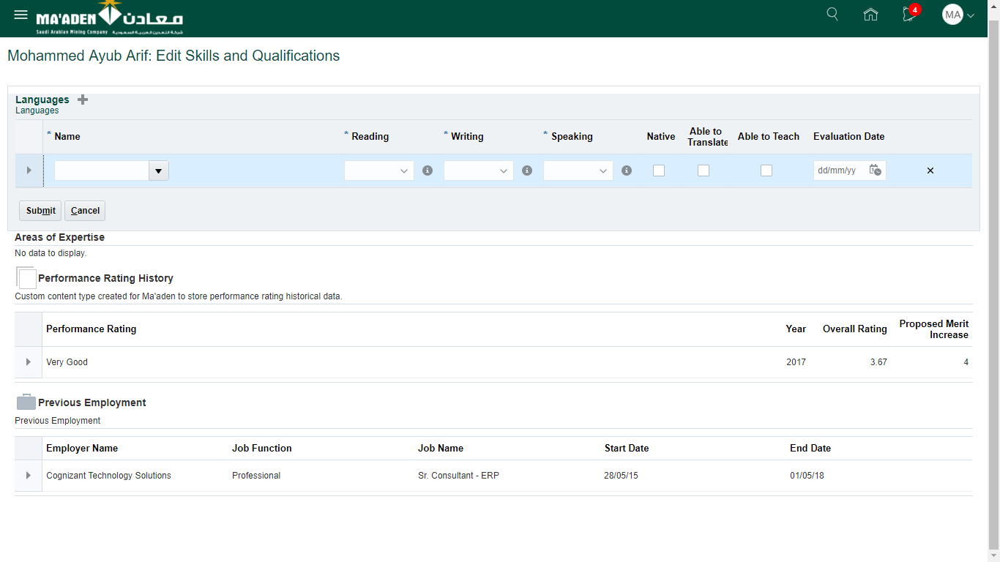 MA'ADEN معادن
Saudi Arabian Mining Company شركة التعدين العربية السعودية
4
MA
Mohammed Ayub Arif: Edit Skills and Qualifications
Languages
Languages
* Name * Reading * Writing * Speaking Native Able to Translate Able to Teach Evaluation Date
dd/mm/yy
Submit Cancel
Areas of Expertise
No data to display.
Performance Rating History
Custom content type created for Ma'aden to store performance rating historical data.
Performance Rating Year Overall Rating Proposed Merit Increase
Very Good 2017 3.67 4
Previous Employment
Previous Employment
Employer Name Job Function Job Name Start Date End Date
Cognizant Technology Solutions Professional Sr. Consultant - ERP 28/05/15 01/05/18